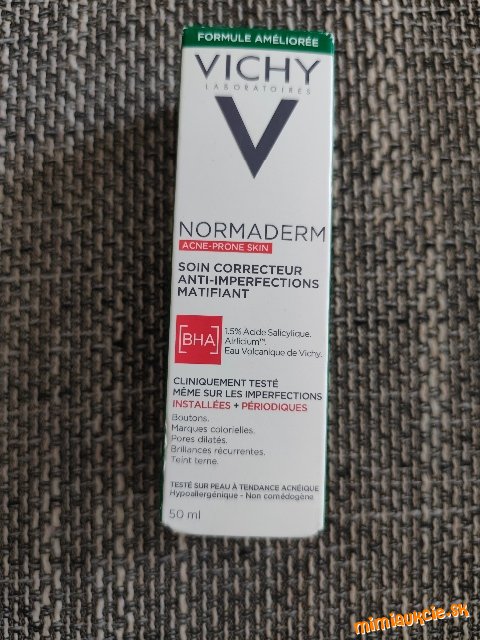 FORMULE AMÉLIORÉE
VICHY
LABORATOIRES
V
NORMADERM
ACNE-PRONE SKIN
SOIN CORRECTEUR
ANTI-IMPERFECTIONS
MATIFIANT
[BHA]
1.5% Acide Salicylique.
Airlicium™.
Eau Volcanique de Vichy.
CLINIQUEMENT TESTÉ
MÊME SUR LES IMPERFECTIONS
INSTALLÉES + PÉRIODIQUES
Boutons.
Marques colorielles.
Pores dilatés.
Brillances récurrentes.
Teint terne.
TESTÉ SUR PEAU À TENDANCE ACNÉIQUE
Hypoallergénique - Non comédogène
50 ml
mimiaukcie.sk